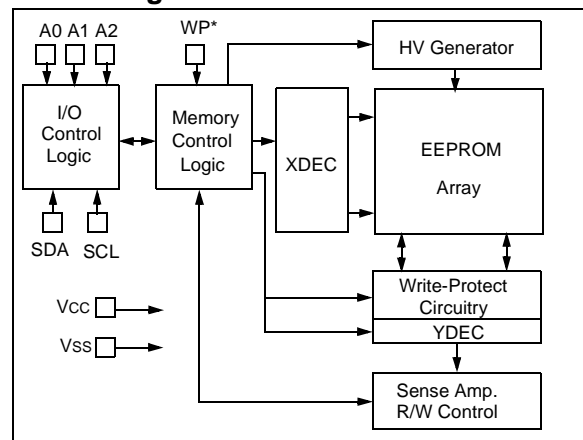 A0 A1 A2
WP*
HV Generator
I/O
Control
Logic
Memory
Control
Logic
XDEC
EEPROM
Array
SDA
SCL
Write-Protect
Circuitry
YDEC
Vcc
Vss
Sense Amp.
R/W Control